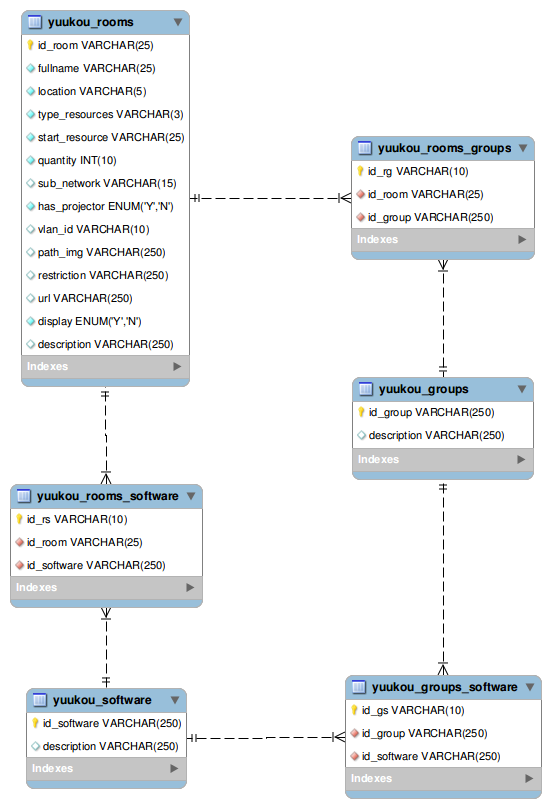 yuukou_rooms
id_room VARCHAR(25)
fullname VARCHAR(25)
location VARCHAR(5)
type_resources VARCHAR(3)
start_resource VARCHAR(25)
quantity INT(10)
sub_network VARCHAR(15)
has_projector ENUM('Y','N')
vlan_id VARCHAR(10)
path_img VARCHAR(250)
restriction VARCHAR(250)
url VARCHAR(250)
display ENUM('Y','N')
description VARCHAR(250)
Indexes
yuukou_rooms_groups
id_rg VARCHAR(10)
id_room VARCHAR(25)
id_group VARCHAR(250)
Indexes
yuukou_groups
id_group VARCHAR(250)
description VARCHAR(250)
Indexes
yuukou_rooms_software
id_rs VARCHAR(10)
id_room VARCHAR(25)
id_software VARCHAR(250)
Indexes
yuukou_software
id_software VARCHAR(250)
description VARCHAR(250)
Indexes
yuukou_groups_software
id_gs VARCHAR(10)
id_group VARCHAR(250)
id_software VARCHAR(250)
Indexes